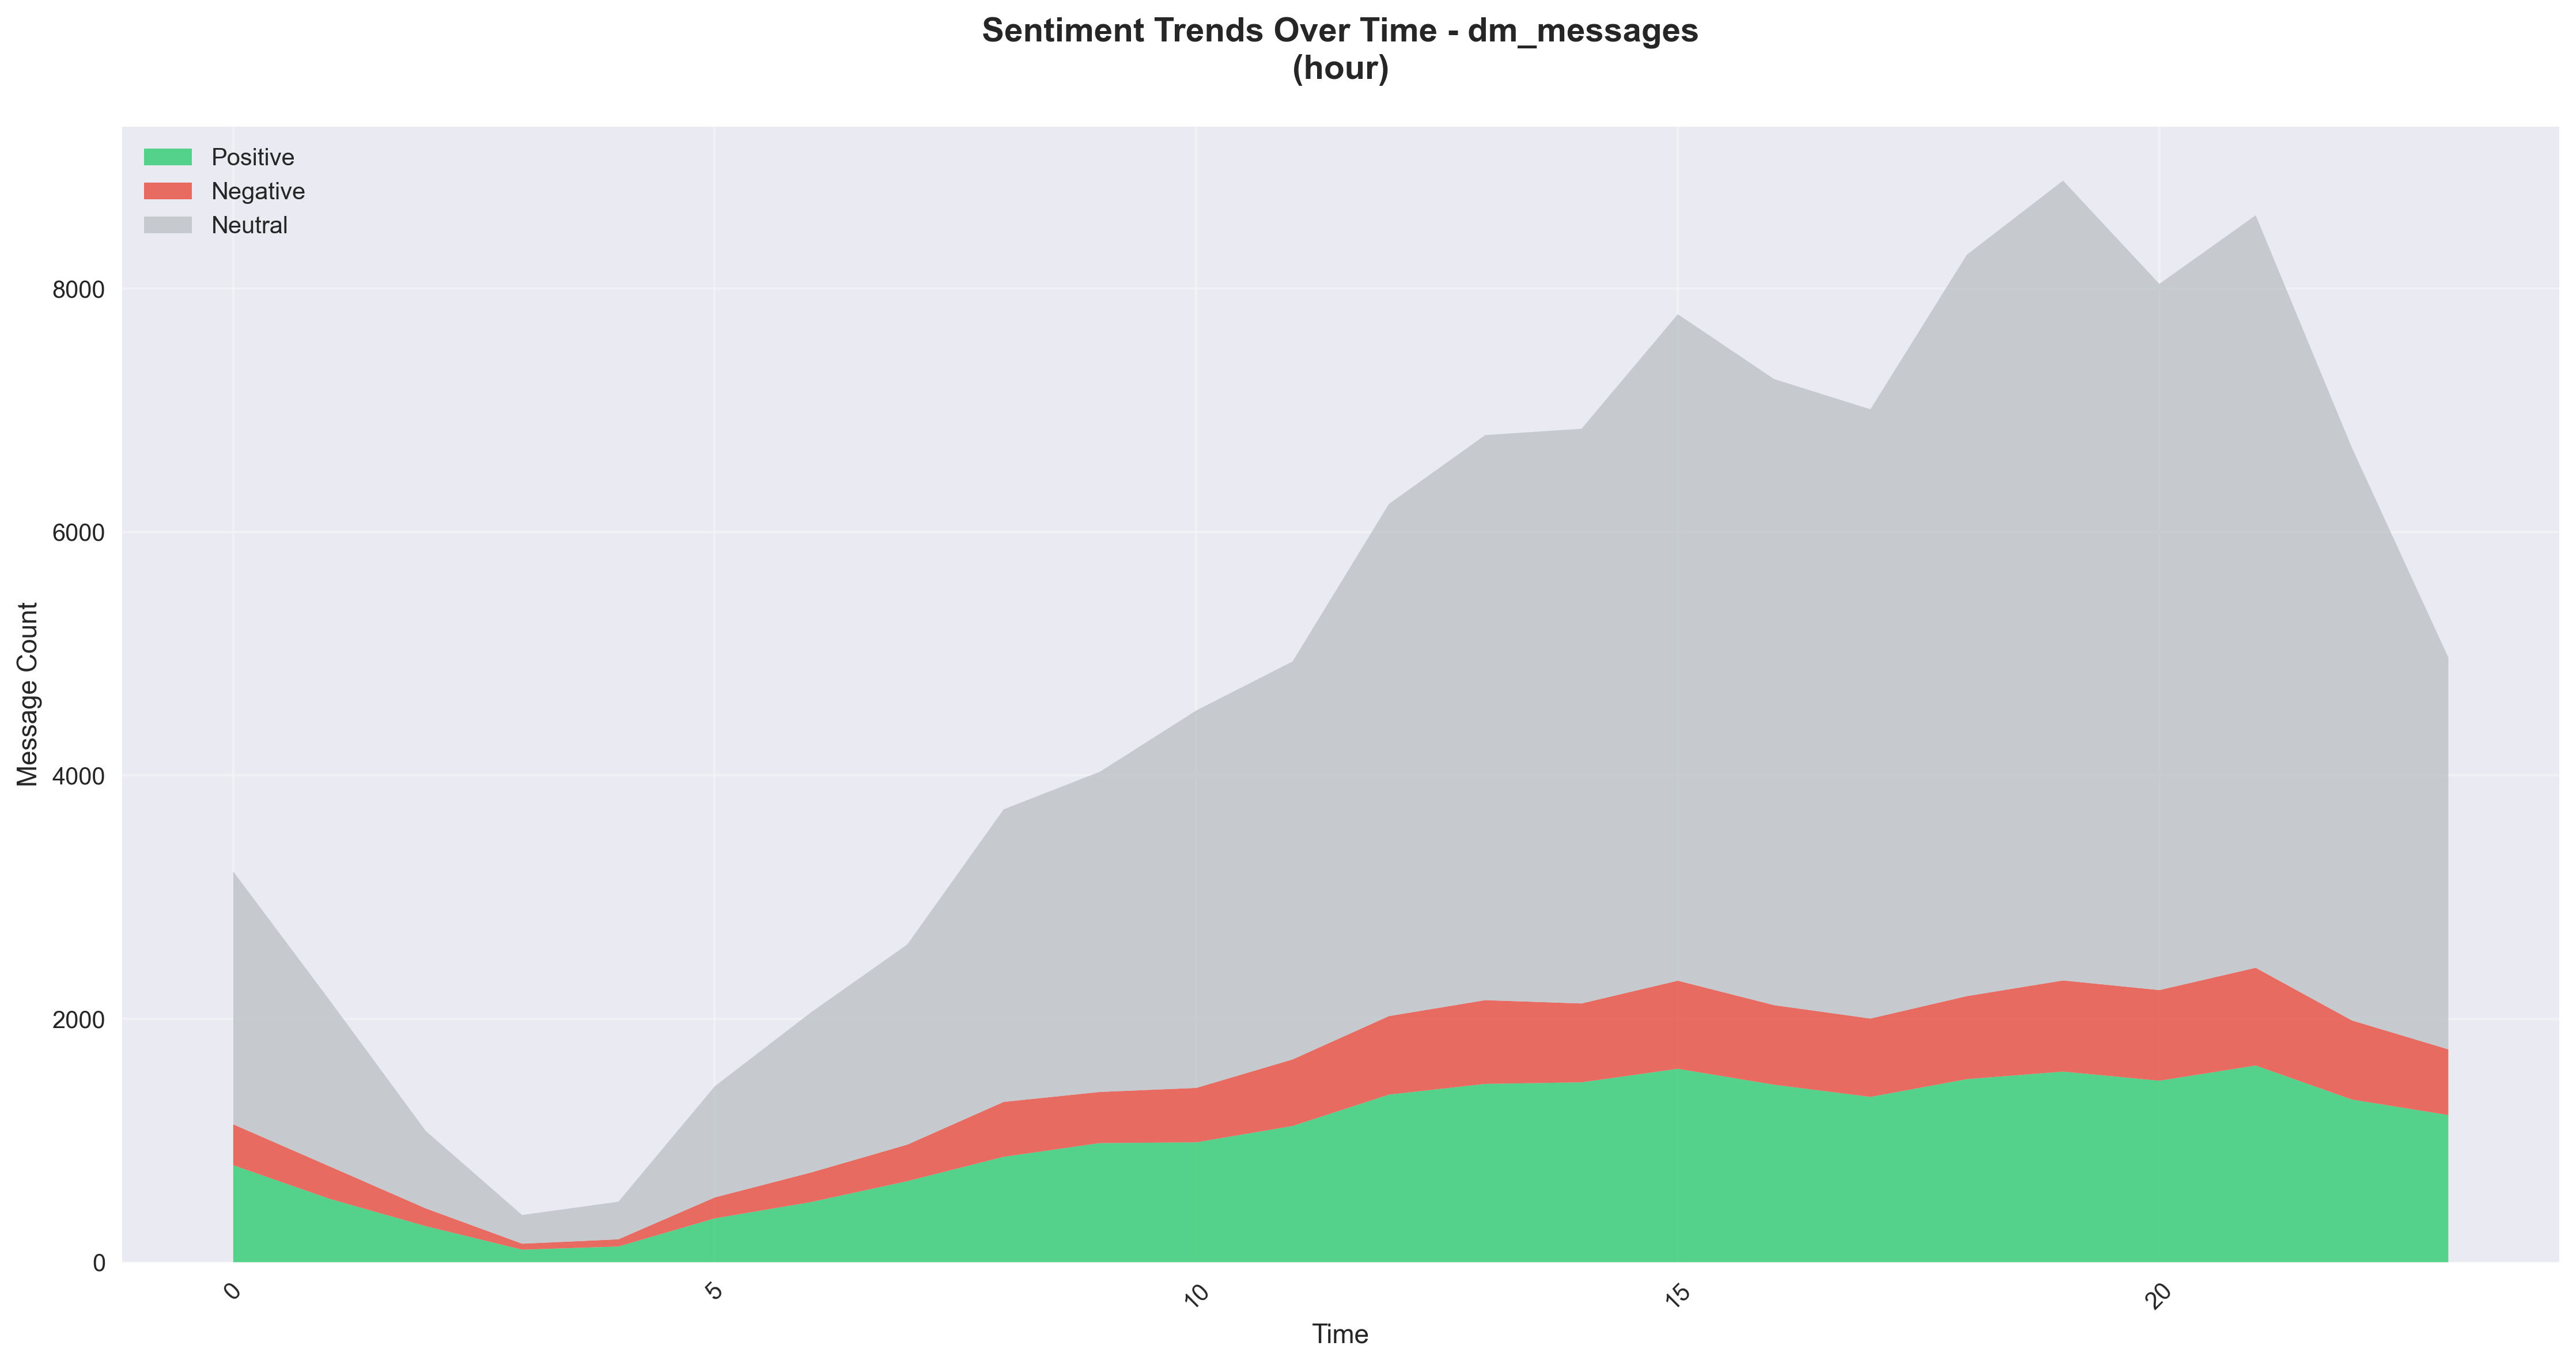 Sentiment Trends Over Time - dm_messages
(hour)
Positive
Negative
Neutral
8000
6000
4000
2000
0
Message Count
0
5
10
15
20
Time